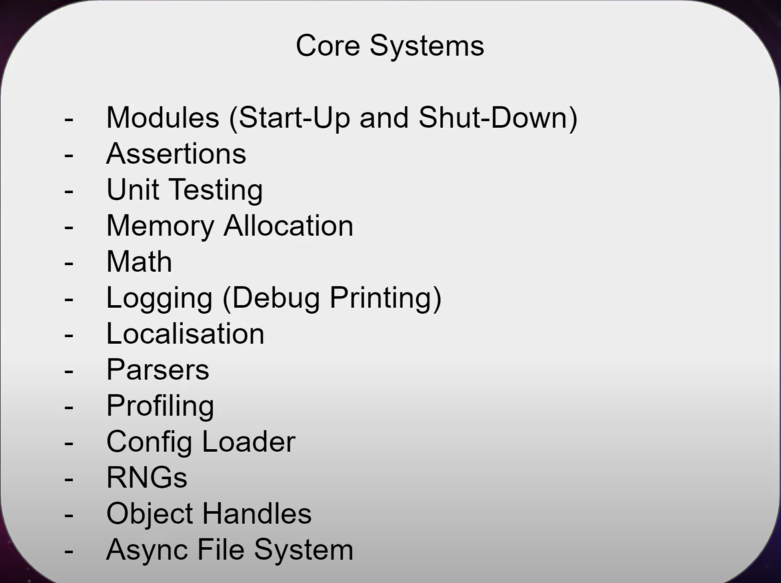 Core Systems
- Modules (Start-Up and Shut-Down)
- Assertions
- Unit Testing
- Memory Allocation
- Math
- Logging (Debug Printing)
- Localisation
- Parsers
- Profiling
- Config Loader
- RNGs
- Object Handles
- Async File System